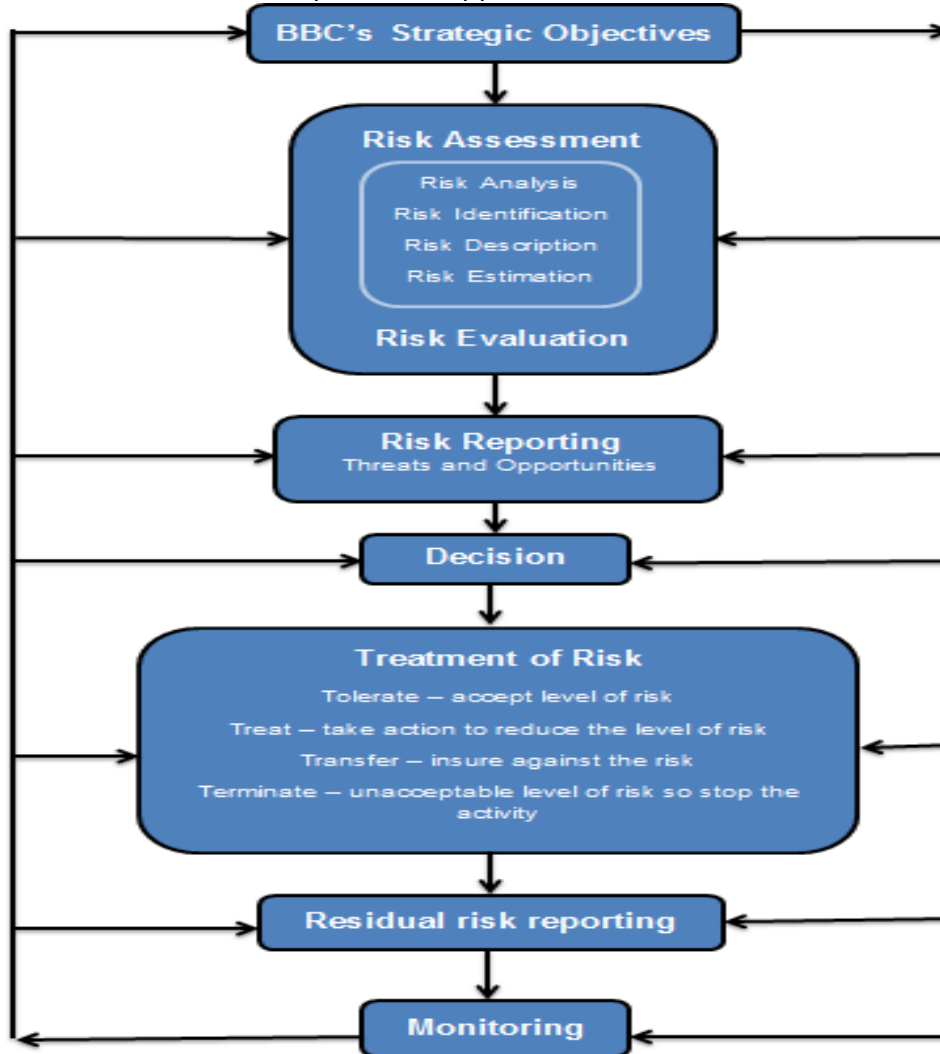 BBC's Strategic Objectives
Risk Assessment
Risk Analysis
Risk Identification
Risk Description
Risk Estimation
Risk Evaluation
Risk Reporting
Threats and Opportunities
Decision
Treatment of Risk
Tolerate – accept level of risk
Treat – take action to reduce the level of risk
Transfer – insure against the risk
Terminate – unacceptable level of risk so stop the
activity
Residual risk reporting
Monitoring